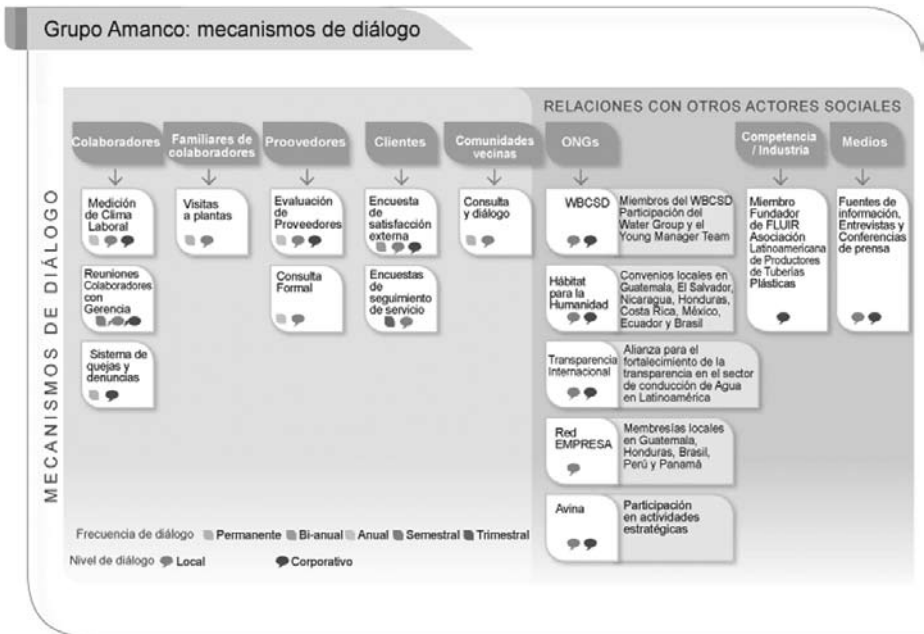 Grupo Amanco: mecanismos de diálogo
RELACIONES CON OTROS ACTORES SOCIALES
MECANISMOS DE DIÁLOGO
Colaboradores
Medición
de Clima
Laboral
Reuniones
Colaboradores
con
Gerencia
Sistema de
quejas y
denuncias
Familiares de
colaboradores
Visitas
a plantas
Proovedores
Evaluación
de
Proveedores
Consulta
Formal
Clientes
Encuesta
de
satisfacción
externa
Encuestas
de
seguimiento
de servicio
Comunidades
vecinas
Consulta
y diálogo
ONGs
WBCSD
Miembros del WBCSD
Participación del
Water Group y el
Young Manager Team
Hábitat
para la
Humanidad
Convenios locales en
Guatemala, El Salvador,
Nicaragua, Honduras,
Costa Rica, México,
Ecuador y Brasil
Transparencia
Internacional
Alianza para el
fortalecimiento de la
transparencia en el sector
de conducción de Agua
en Latinoamérica
Red
EMPRESA
Membresías locales
en Guatemala,
Honduras, Brasil,
Perú y Panamá
Avina
Participación
en actividades
estratégicas
Competencia
/ Industria
Miembro
Fundador
de FLUIR
Asociación
Latinoamericana
de Productores
de Tuberías
Plásticas
Medios
Fuentes de
información,
Entrevistas y
Conferencias
de prensa
Frecuencia de diálogo Permanente Bi-anual Anual Semestral Trimestral
Nivel de diálogo Local Corporativo